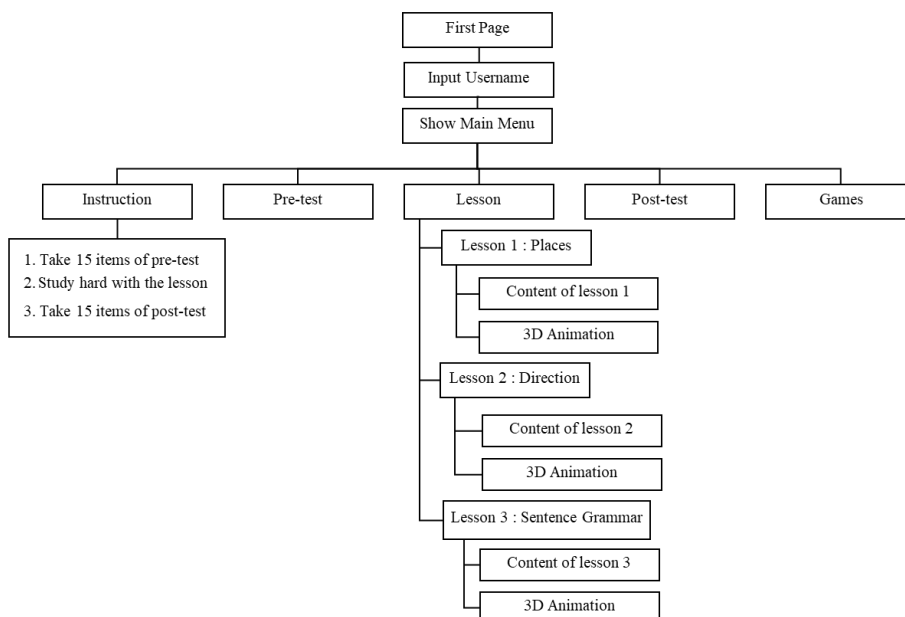 First Page
Input Username
Show Main Menu
Instruction
Pre-test
Lesson
Post-test
Games
1. Take 15 items of pre-test
2. Study hard with the lesson
3. Take 15 items of post-test
Lesson 1 : Places
Content of lesson 1
3D Animation
Lesson 2 : Direction
Content of lesson 2
3D Animation
Lesson 3 : Sentence Grammar
Content of lesson 3
3D Animation